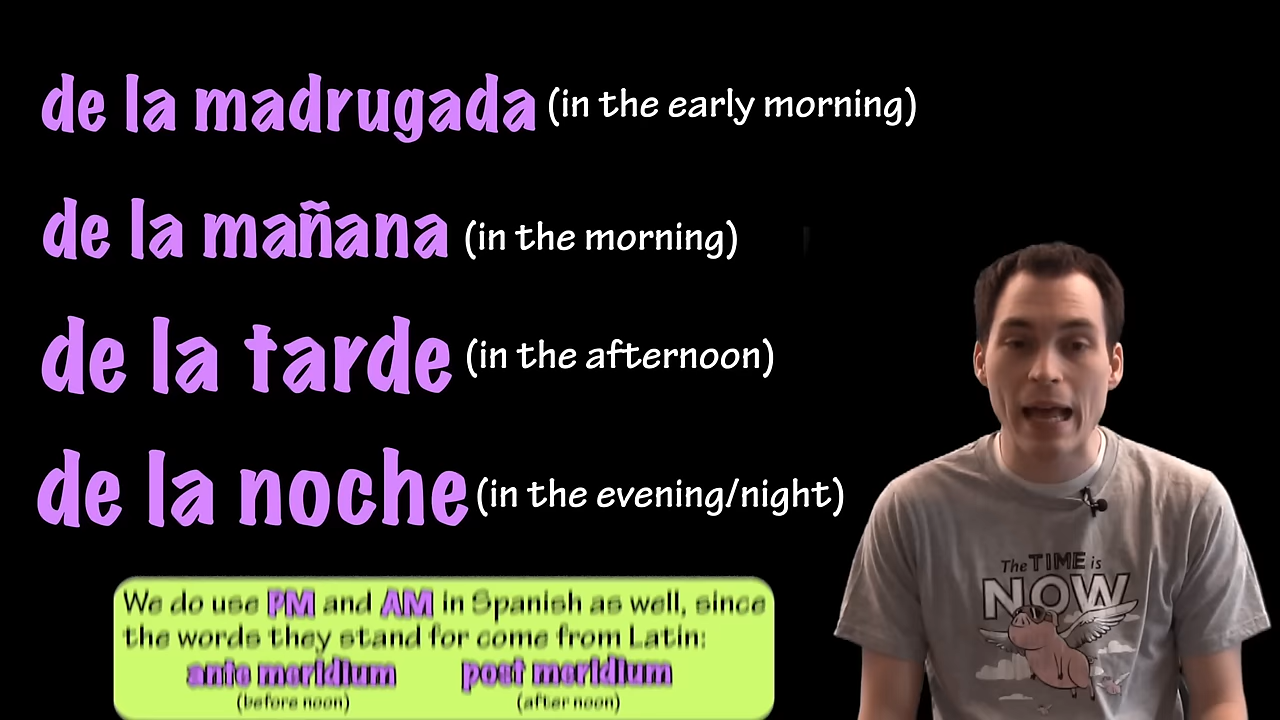 de la madrugada (in the early morning)
de la mañana (in the morning)
de la tarde (in the afternoon)
de la noche (in the evening/night)
We do use PM and AM in Spanish as well, since
the words they stand for come from Latin:
ante meridium post meridium
(before noon) (after noon)
The TIME is
NOW